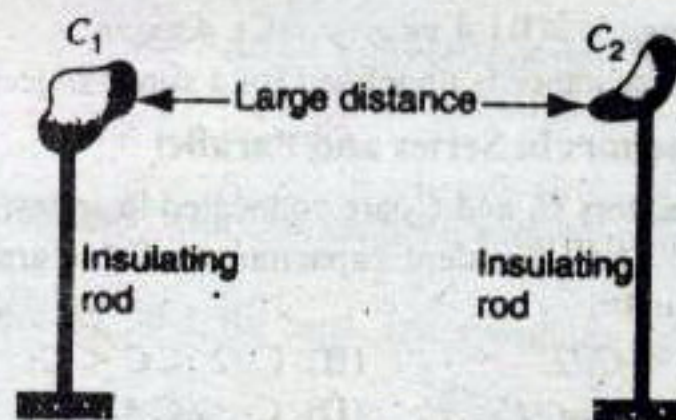 C₁ C₂
Large distance
Insulating Insulating
rod rod